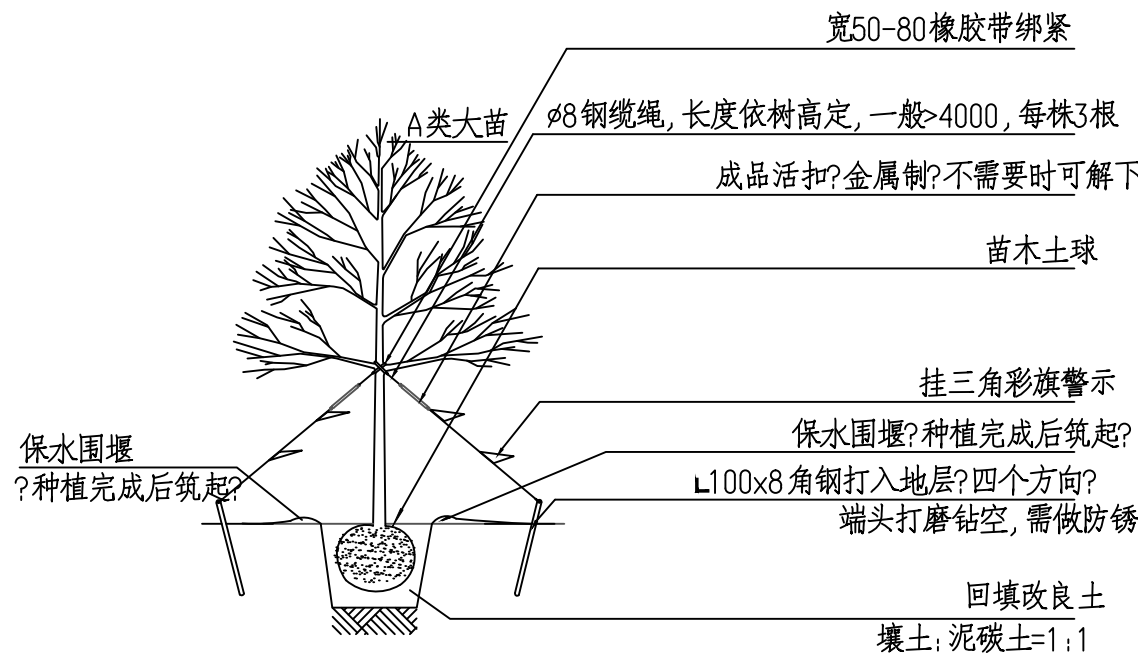 宽50-80橡胶带绑紧
A类大苗
ø8钢缆绳,长度依树高定,一般>4000,每株3根
成品活扣?金属制?不需要时可解下
苗木土球
挂三角彩旗警示
保水围堰?种植完成后筑起?
保水围堰
?种植完成后筑起?
L100x8角钢打入地层?四个方向?
端头打磨钻空,需做防锈
回填改良土
壤土:泥碳土=1:1